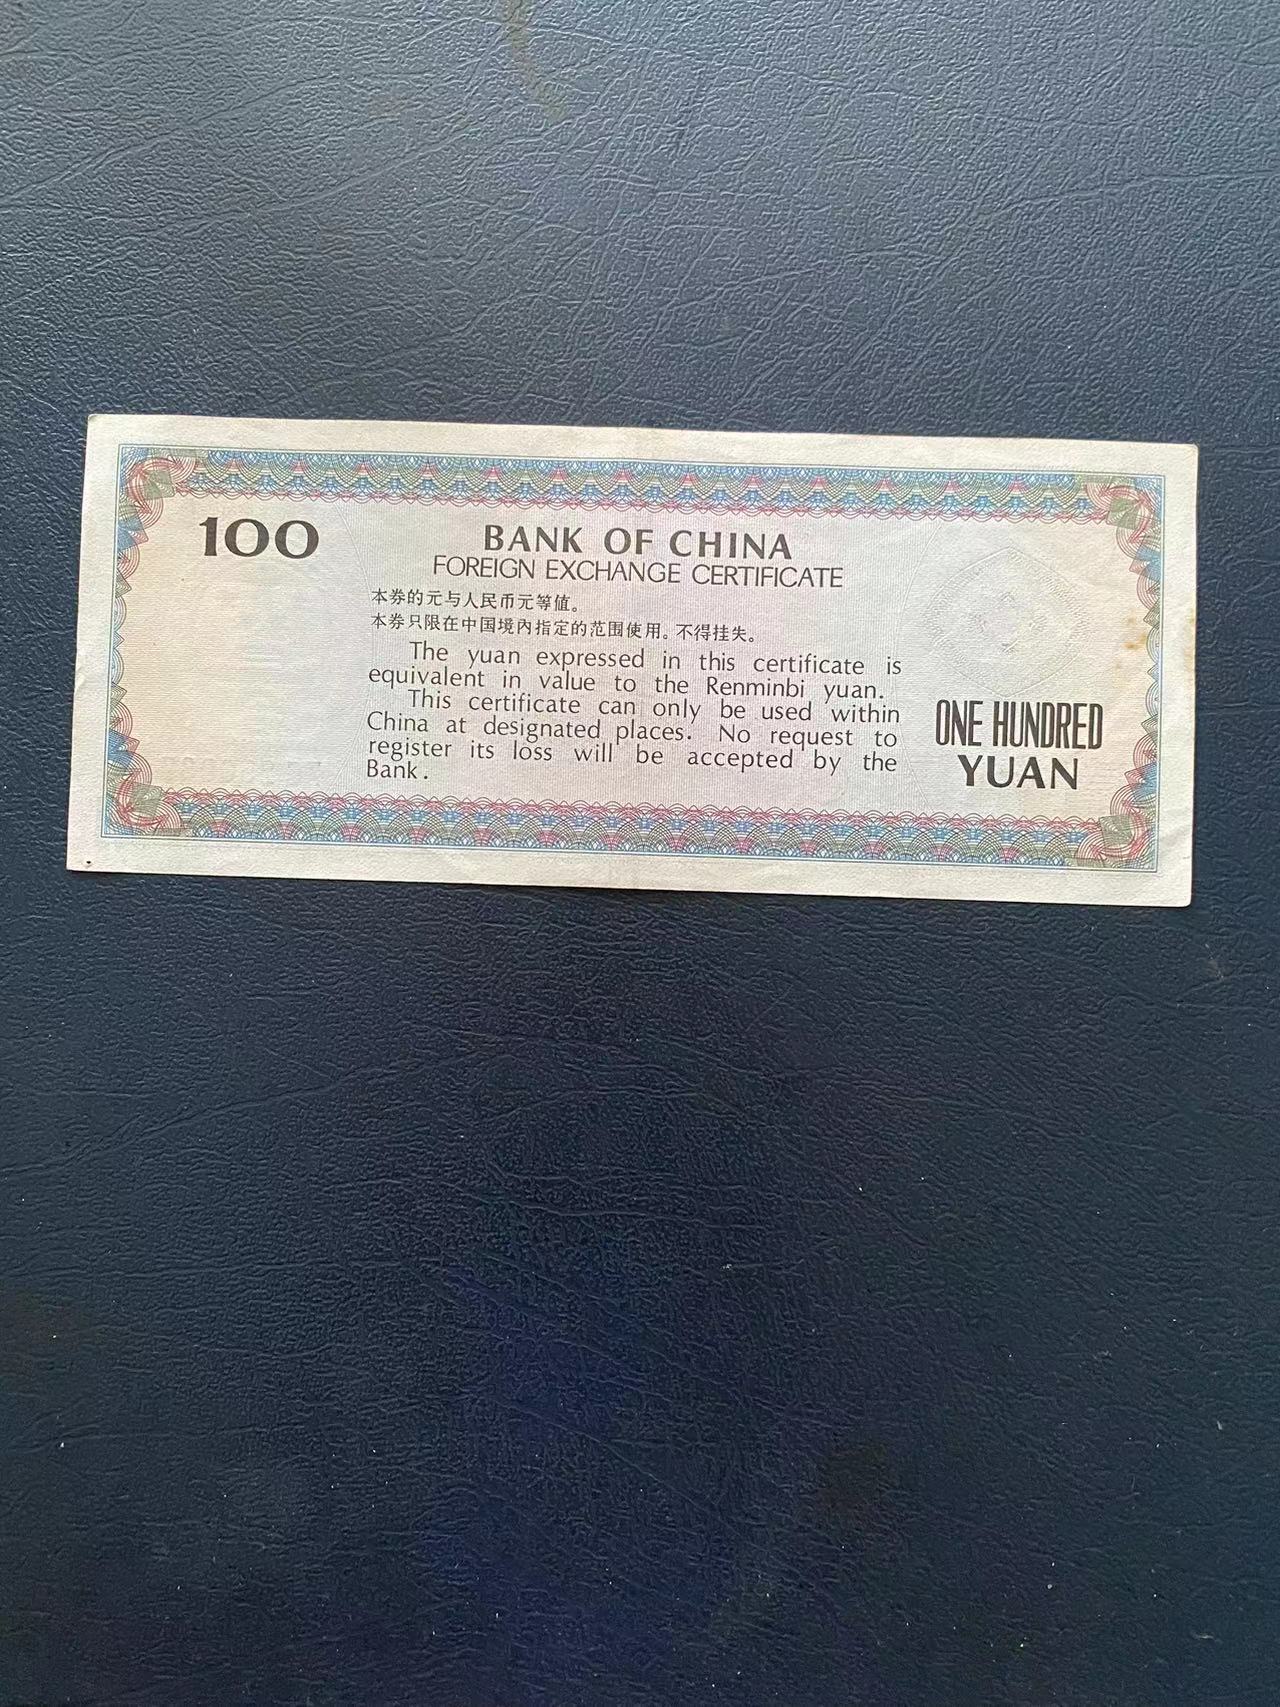 100
BANK OF CHINA
FOREIGN EXCHANGE CERTIFICATE
本券的元与人民币元等值。
本券只限在中国境内指定的范围使用。不得挂失。
The yuan expressed in this certificate is
equivalent in value to the Renminbi yuan.
This certificate can only be used within
China at designated places. No request to
register its loss will be accepted by the
Bank.
ONE HUNDRED
YUAN